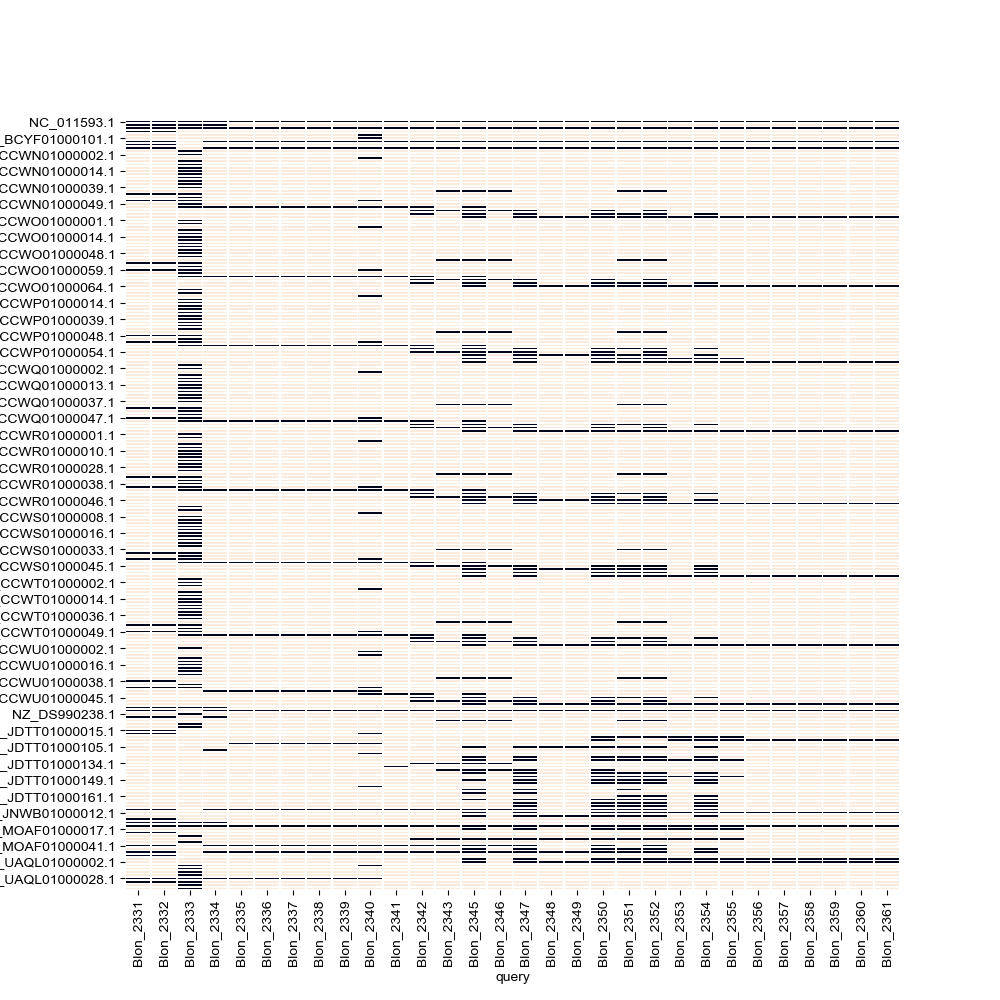 NC_011593.1
_BCYF01000101.1
CCWN01000002.1
CCWN01000014.1
CCWN01000039.1
CCWN01000049.1
CCWO01000001.1
CCWO01000014.1
CCWO01000048.1
CCWO01000059.1
CCWO01000064.1
CCWP01000014.1
CCWP01000039.1
CCWP01000048.1
CCWP01000054.1
CCWQ01000002.1
CCWQ01000013.1
CCWQ01000037.1
CCWQ01000047.1
CCWR01000001.1
CCWR01000010.1
CCWR01000028.1
CCWR01000038.1
CCWR01000046.1
CCWS01000008.1
CCWS01000016.1
CCWS01000033.1
CCWS01000045.1
CCWT01000002.1
CCWT01000014.1
CCWT01000036.1
CCWT01000049.1
CCWU01000002.1
CCWU01000016.1
CCWU01000038.1
CCWU01000045.1
NZ_DS990238.1
_JDTT01000015.1
_JDTT01000105.1
_JDTT01000134.1
_JDTT01000149.1
_JDTT01000161.1
_JNWB01000012.1
_MOAF01000017.1
_MOAF01000041.1
_UAQL01000002.1
_UAQL01000028.1
Blon_2331
Blon_2332
Blon_2333
Blon_2334
Blon_2335
Blon_2336
Blon_2337
Blon_2338
Blon_2339
Blon_2340
Blon_2341
Blon_2342
Blon_2343
Blon_2345
Blon_2346
Blon_2347
Blon_2348
Blon_2349
Blon_2350
Blon_2351
Blon_2352
Blon_2353
Blon_2354
Blon_2355
Blon_2356
Blon_2357
Blon_2358
Blon_2359
Blon_2360
Blon_2361
query